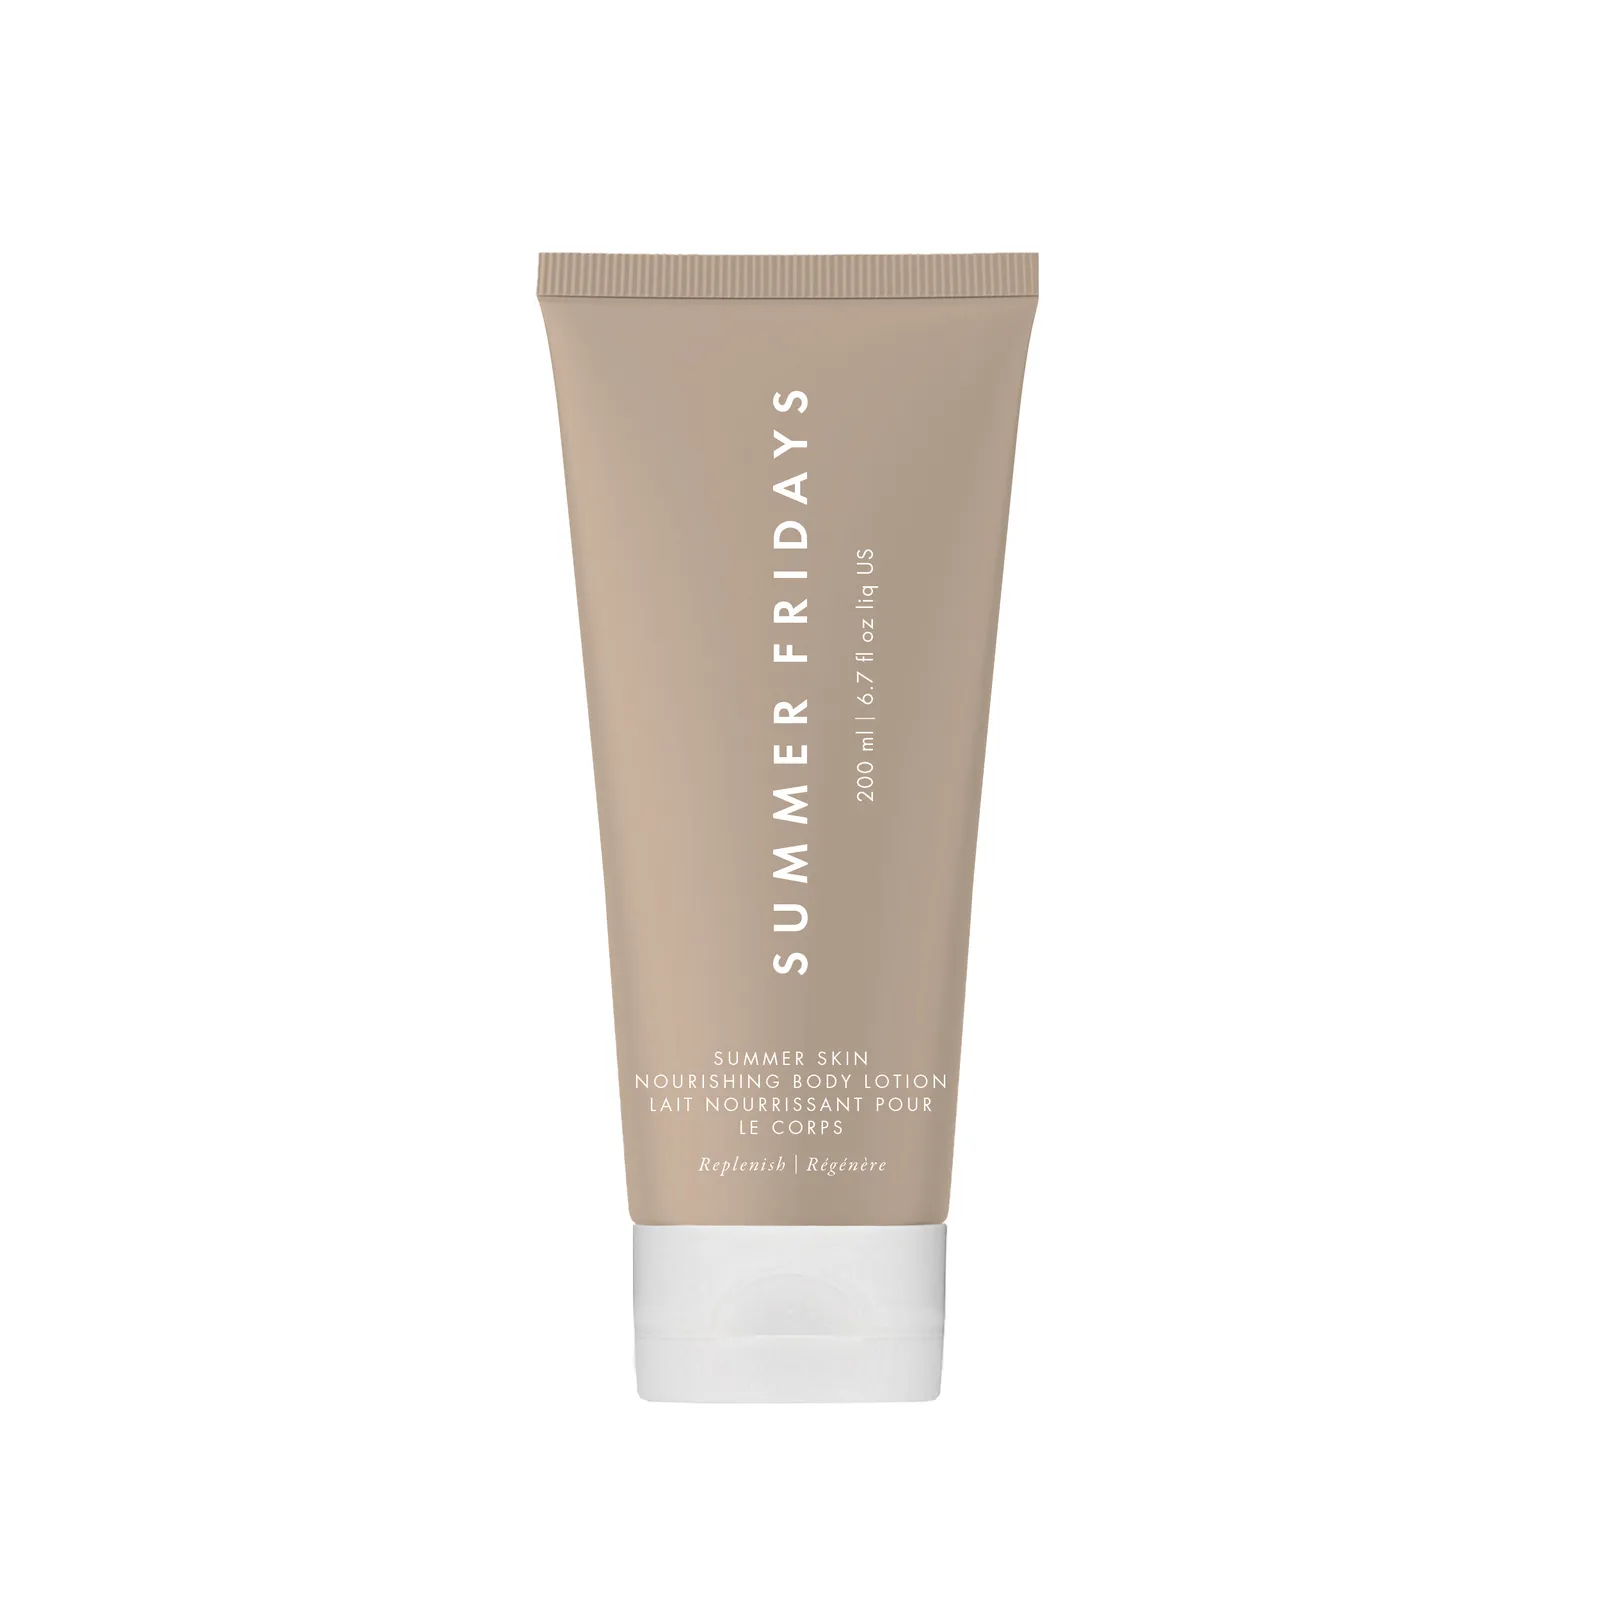 SUMMER FRIDAYS
200 ml | 6.7 fl oz liq US
SUMMER SKIN
NOURISHING BODY LOTION
LAIT NOURRISSANT POUR
LE CORPS
Replenish | Régénère